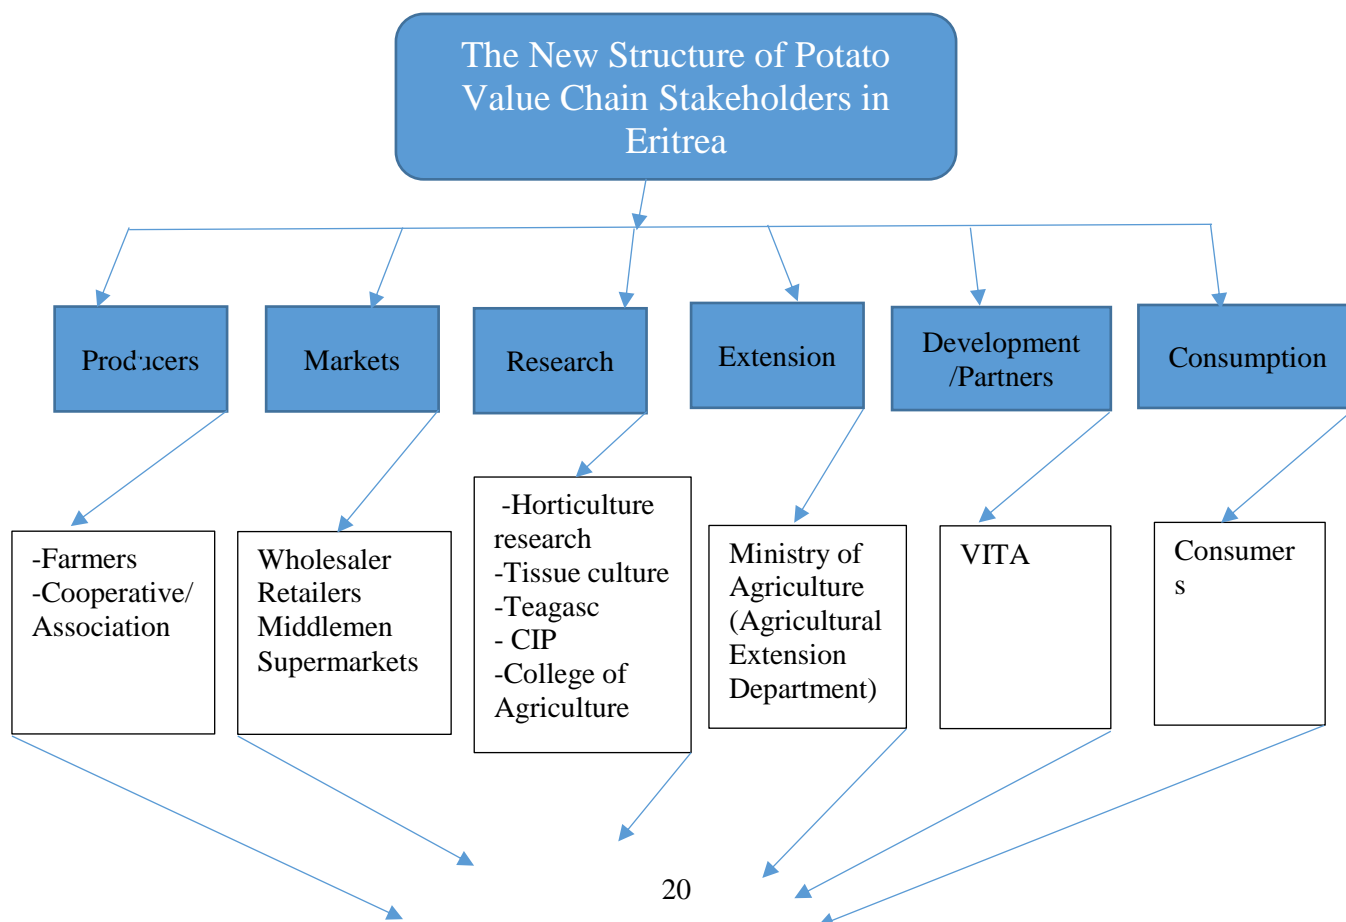 The New Structure of Potato
Value Chain Stakeholders in
Eritrea
Producers
Markets
Research
Extension
Development
/Partners
Consumption
-Farmers
-Cooperative/
Association
Wholesaler
Retailers
Middlemen
Supermarkets
-Horticulture
research
-Tissue culture
-Teagasc
- CIP
-College of
Agriculture
Ministry of
Agriculture
(Agricultural
Extension
Department)
VITA
Consumer
s
20